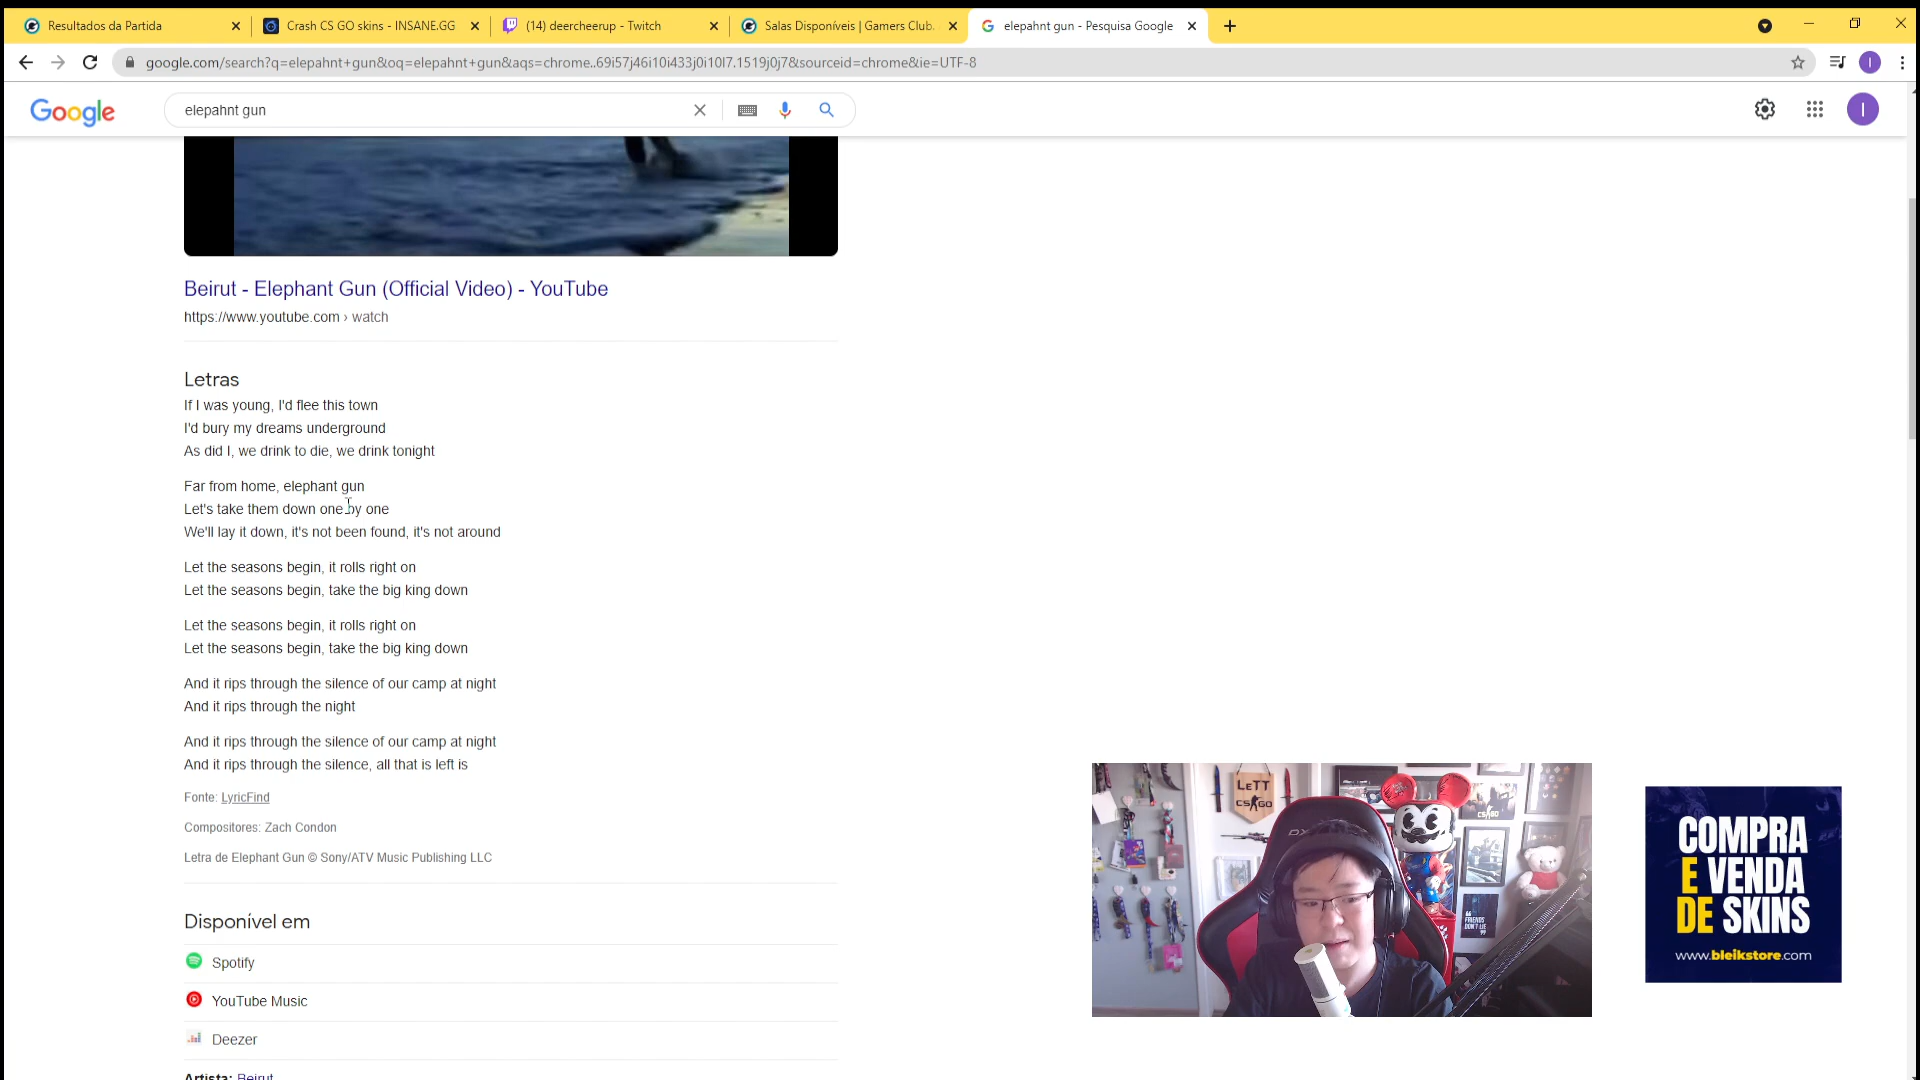 Resultados da Partida
Crash CS GO skins - INSANE.GG
(14) deercheerup - Twitch
Salas Disponíveis | Gamers Club
elepahnt gun - Pesquisa Google
google.com/search?q=elepahnt+gun&oq=elepahnt+gun&aqs=chrome..69i57j46i10i433j0i10l7.1519j0j7&sourceid=chrome&ie=UTF-8
I
Google
elepahnt gun
I
Beirut - Elephant Gun (Official Video) - YouTube
https://www.youtube.com › watch
Letras
If I was young, I'd flee this town
I'd bury my dreams underground
As did I, we drink to die, we drink tonight
Far from home, elephant gun
Let's take them down one by one
We'll lay it down, it's not been found, it's not around
Let the seasons begin, it rolls right on
Let the seasons begin, take the big king down
Let the seasons begin, it rolls right on
Let the seasons begin, take the big king down
And it rips through the silence of our camp at night
And it rips through the night
And it rips through the silence of our camp at night
And it rips through the silence, all that is left is
Fonte: LyricFind
Compositores: Zach Condon
Letra de Elephant Gun © Sony/ATV Music Publishing LLC
Disponível em
Spotify
YouTube Music
Deezer
Artista: Beirut
LeTT
CS GO
CS GO
DX
FRIENDS
DON'T LIE
COMPRA
E VENDA
DE SKINS
www.bleikstore.com